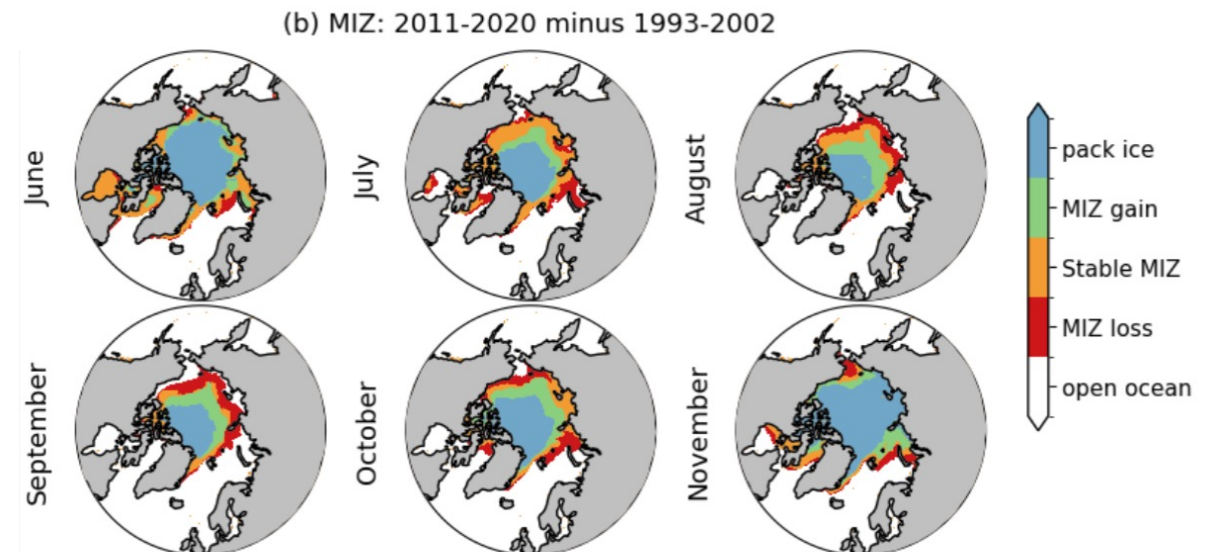 (b) MIZ: 2011-2020 minus 1993-2002
June
July
August
September
October
November
pack ice
MIZ gain
Stable MIZ
MIZ loss
open ocean